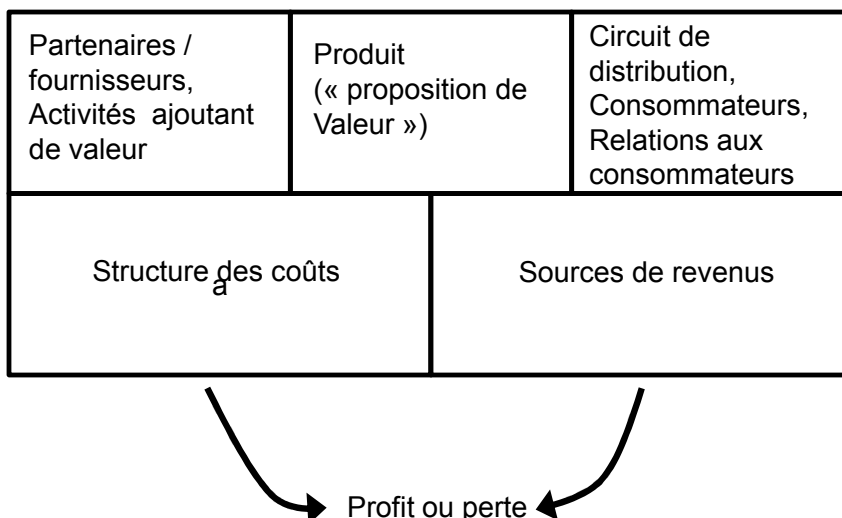 Partenaires /
fournisseurs,
Activités ajoutant
de valeur
Produit
(« proposition de
Valeur »)
Circuit de
distribution,
Consommateurs,
Relations aux
consommateurs
Structure des coûts
a
Sources de revenus
Profit ou perte